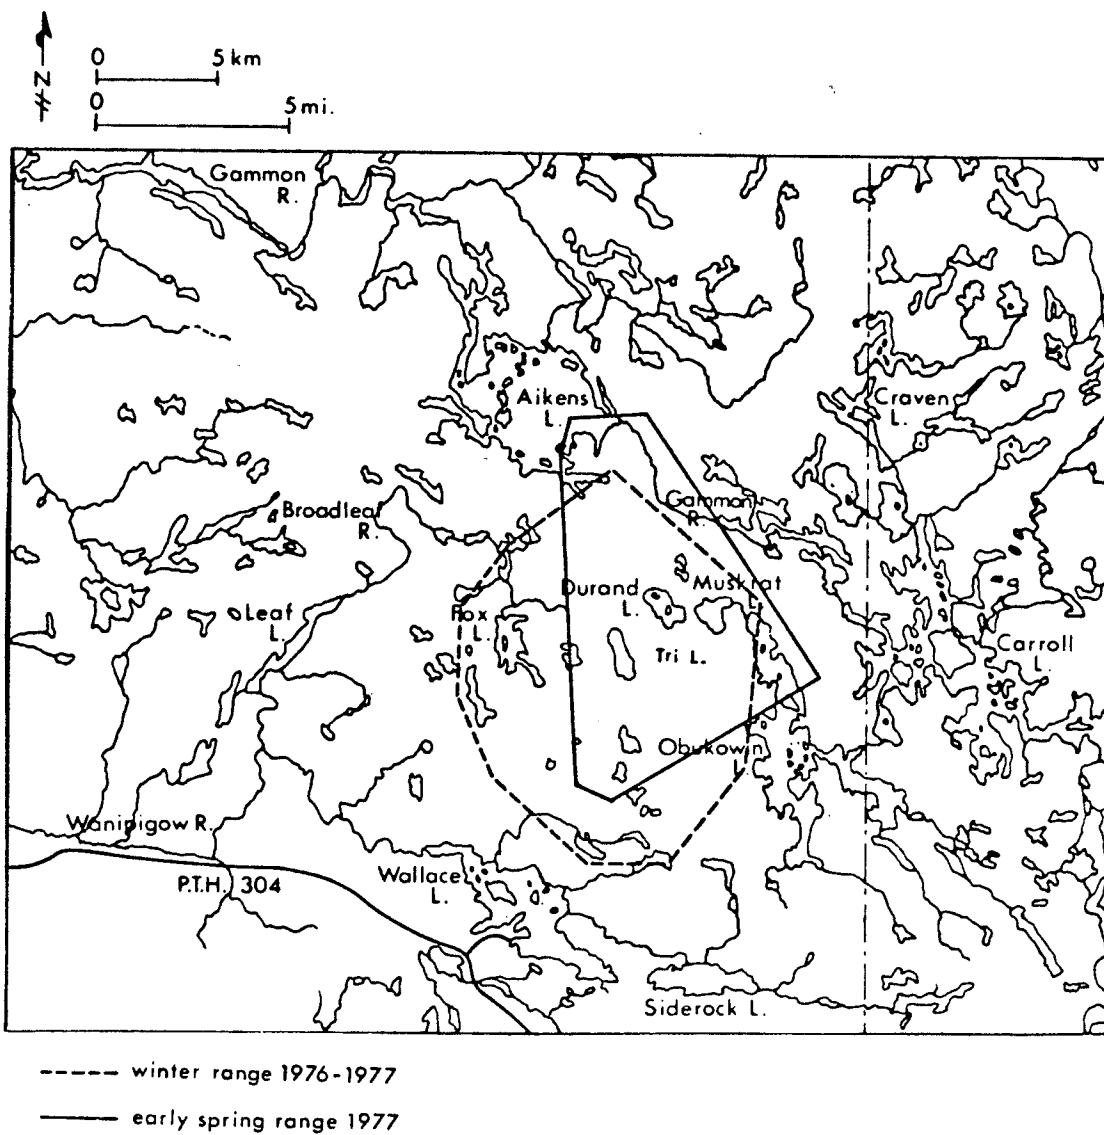 N
0 5 km
0 5 mi.
Gammon
R.
Aikens
L.
Craven
L.
Gammon
R.
Broadleaf
R.
Durand
L.
Muskrat
Leaf
L.
Fox
L.
Tri L.
Carroll
L.
Obukowin
L.
Wanipigow R.
P.T.H. 304
Wallace
L.
Siderock L.
winter range 1976-1977
early spring range 1977